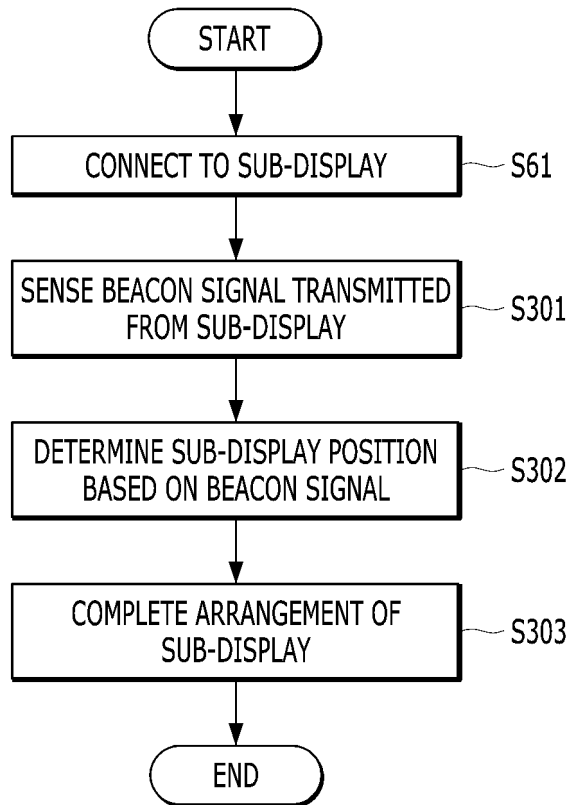 START
CONNECT TO SUB-DISPLAY
S61
SENSE BEACON SIGNAL TRANSMITTED
FROM SUB-DISPLAY
S301
DETERMINE SUB-DISPLAY POSITION
BASED ON BEACON SIGNAL
S302
COMPLETE ARRANGEMENT OF
SUB-DISPLAY
S303
END